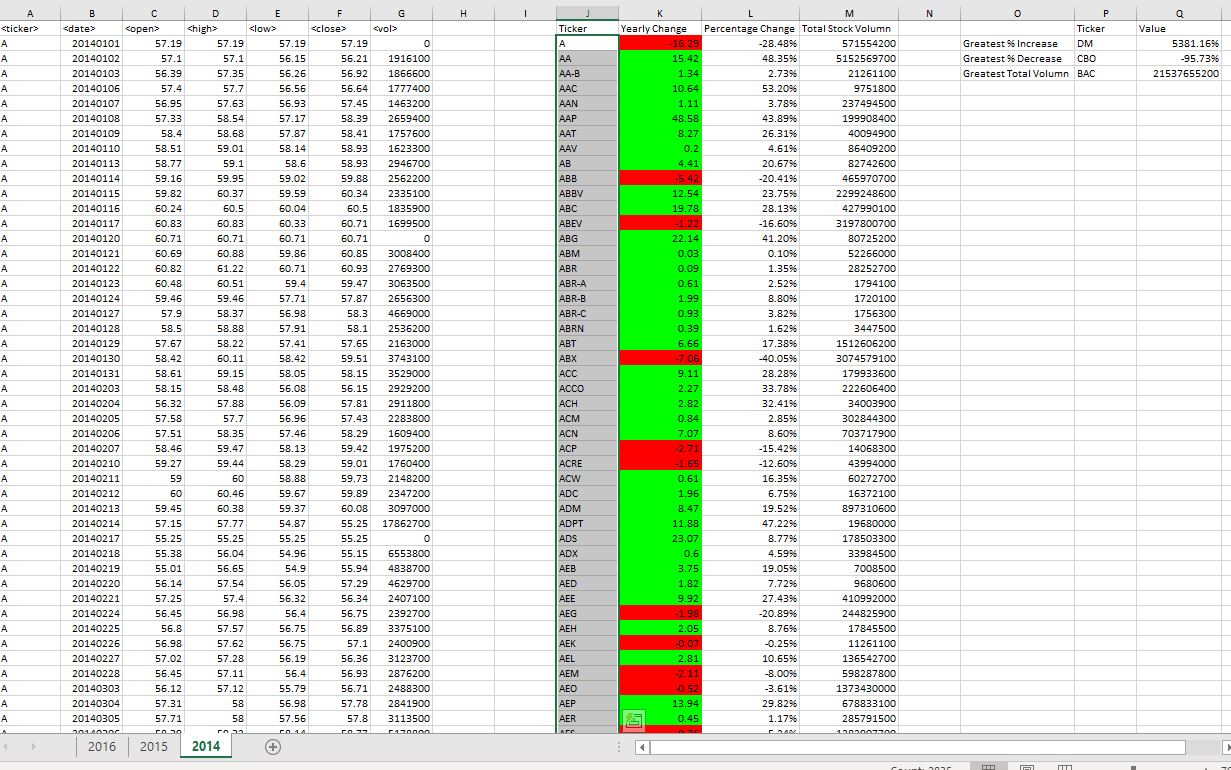 A B C D E F G H I J K L M N O P Q
<ticker> <date> <open> <high> <low> <close> <vol> Ticker Yearly Change Percentage Change Total Stock Volumn Ticker Value
A 20140101 57.19 57.19 57.19 57.19 0 A -16.29 -28.48% 571554200 Greatest % Increase DM 5381.16%
A 20140102 57.1 57.1 56.15 56.21 1916100 AA 15.42 48.35% 5152569700 Greatest % Decrease CBO -95.73%
A 20140103 56.39 57.35 56.26 56.92 1866600 AA-B 1.34 2.73% 21261100 Greatest Total Volumn BAC 21537655200
A 20140106 57.4 57.7 56.56 56.64 1777400 AAC 10.64 53.20% 9751800
A 20140107 56.95 57.63 56.93 57.45 1463200 AAN 1.11 3.78% 237494500
A 20140108 57.33 58.54 57.17 58.39 2659400 AAP 48.58 43.89% 199908400
A 20140109 58.4 58.68 57.87 58.41 1757600 AAT 8.27 26.31% 40094900
A 20140110 58.51 59.01 58.14 58.93 1623300 AAV 0.2 4.61% 86409200
A 20140113 58.77 59.1 58.6 58.93 2946700 AB 4.41 20.67% 82742600
A 20140114 59.16 59.95 59.02 59.88 2562200 ABB -5.42 -20.41% 465970700
A 20140115 59.82 60.37 59.59 60.34 2335100 ABBV 12.54 23.75% 2299248600
A 20140116 60.24 60.5 60.04 60.5 1835900 ABC 19.78 28.13% 427990100
A 20140117 60.83 60.83 60.33 60.71 1699500 ABEV -1.22 -16.60% 3197800700
A 20140120 60.71 60.71 60.71 60.71 0 ABG 22.14 41.20% 80725200
A 20140121 60.69 60.88 59.86 60.85 3008400 ABM 0.03 0.10% 52266000
A 20140122 60.82 61.22 60.71 60.93 2769300 ABR 0.09 1.35% 28252700
A 20140123 60.48 60.51 59.4 59.47 3063500 ABR-A 0.61 2.52% 1794100
A 20140124 59.46 59.46 57.71 57.87 2656300 ABR-B 1.99 8.80% 1720100
A 20140127 57.9 58.37 56.98 58.3 4669000 ABR-C 0.93 3.82% 1756300
A 20140128 58.5 58.88 57.91 58.1 2536200 ABRN 0.39 1.62% 3447500
A 20140129 57.67 58.22 57.41 57.65 2163000 ABT 6.66 17.38% 1512606200
A 20140130 58.42 60.11 58.42 59.51 3743100 ABX -7.06 -40.05% 3074579100
A 20140131 58.61 59.13 58.05 58.15 3529000 ACC 9.11 28.28% 179933600
A 20140203 58.15 58.48 56.08 56.15 2929200 ACCO 2.27 33.78% 222606400
A 20140204 56.32 57.88 56.09 57.81 2911800 ACH 2.82 32.41% 34003900
A 20140205 57.58 57.7 56.96 57.43 2283800 ACM 0.84 2.85% 302844300
A 20140206 57.51 58.35 57.46 58.29 1609400 ACN 7.07 8.60% 703717900
A 20140207 58.46 59.47 58.13 59.42 1975200 ACP -2.71 -15.42% 14068300
A 20140210 59.27 59.44 58.29 59.01 1760400 ACRE -1.65 -12.60% 43994000
A 20140211 59 60 58.88 59.73 2148200 ACW 0.61 16.35% 60272700
A 20140212 60 60.46 59.67 59.89 2347200 ADC 1.96 6.75% 16372100
A 20140213 59.45 60.38 59.37 60.08 3097000 ADM 8.47 19.52% 897310600
A 20140214 57.15 57.77 54.87 55.25 17862700 ADPT 11.88 47.22% 19680000
A 20140217 55.25 55.25 55.25 55.25 0 ADS 23.07 8.77% 178503300
A 20140218 55.38 56.04 54.96 55.15 6553800 ADX 0.6 4.59% 33984500
A 20140219 55.01 56.65 54.9 55.94 4838700 AEB 3.75 19.05% 7008500
A 20140220 56.14 57.54 56.05 57.29 4629700 AED 1.82 7.72% 9680600
A 20140221 57.25 57.4 56.32 56.34 2407100 AEE 9.92 27.43% 410992000
A 20140224 56.45 56.98 56.4 56.75 2392700 AEG -1.98 -20.89% 244825900
A 20140225 56.8 57.57 56.75 56.89 3375100 AEH 2.05 8.76% 17845500
A 20140226 56.98 57.62 56.75 57.1 2400900 AEK -0.07 -0.25% 11261100
A 20140227 57.02 57.28 56.19 56.36 3123700 AEL 2.81 10.65% 136542700
A 20140228 56.45 57.11 56.4 56.93 2876200 AEM -2.11 -8.00% 598287800
A 20140303 56.12 57.12 55.79 56.71 2488300 AEO -0.52 -3.61% 1373430000
A 20140304 57.31 58 56.98 57.78 2841900 AEP 13.94 29.82% 678833100
A 20140305 57.71 58 57.56 57.8 3113500 AER 0.45 1.17% 285791500
2016 2015 2014